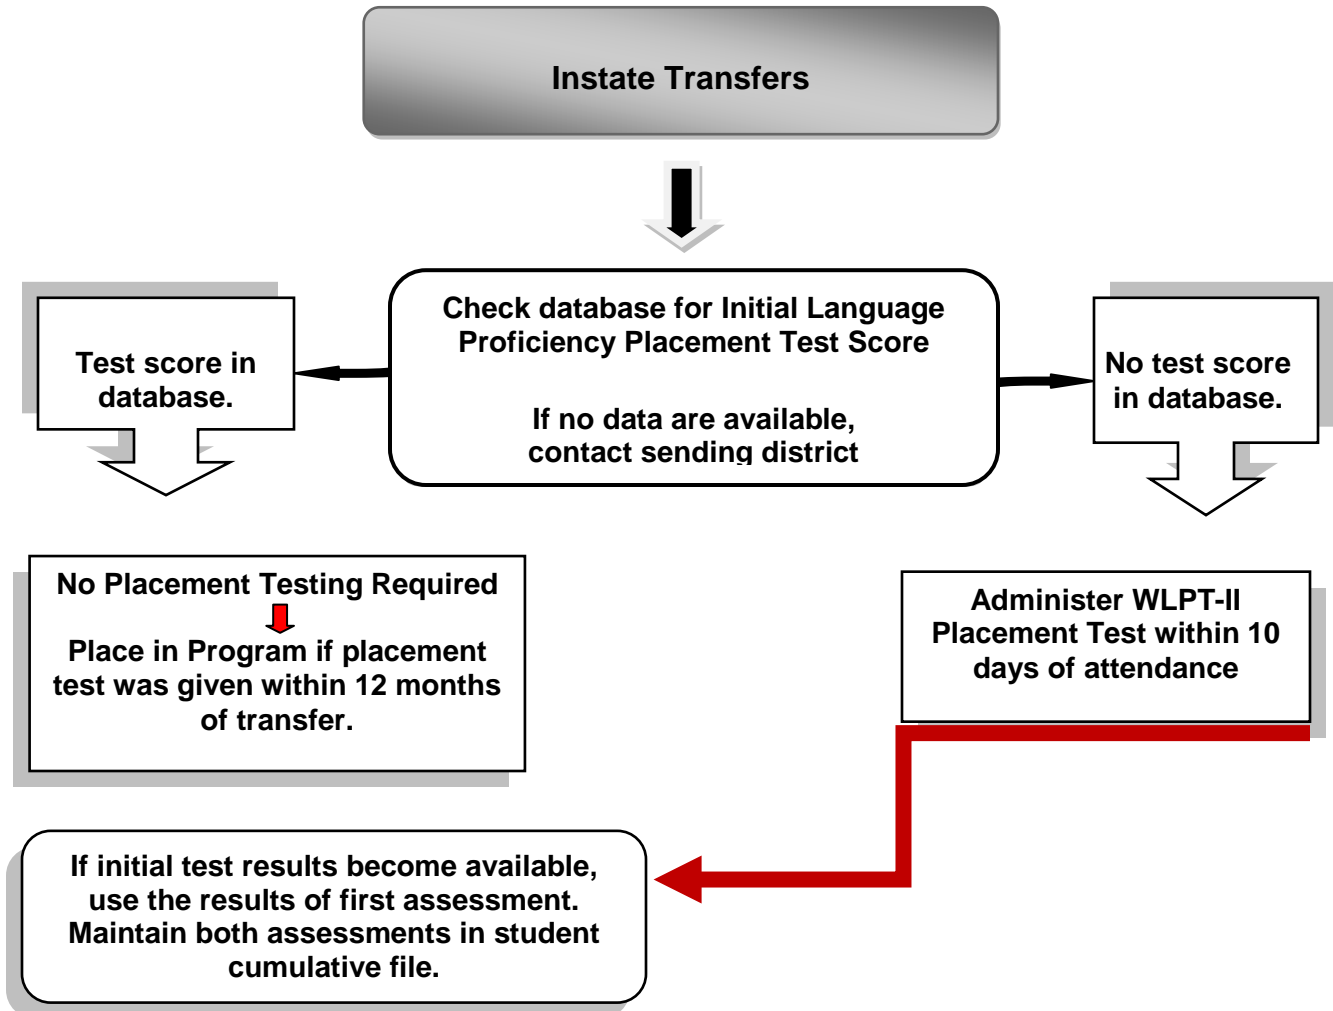 Instate Transfers
Check database for Initial Language
Proficiency Placement Test Score
If no data are available,
contact sending district
Test score in
database.
No test score
in database.
No Placement Testing Required
Place in Program if placement
test was given within 12 months
of transfer.
Administer WLPT-II
Placement Test within 10
days of attendance
If initial test results become available,
use the results of first assessment.
Maintain both assessments in student
cumulative file.